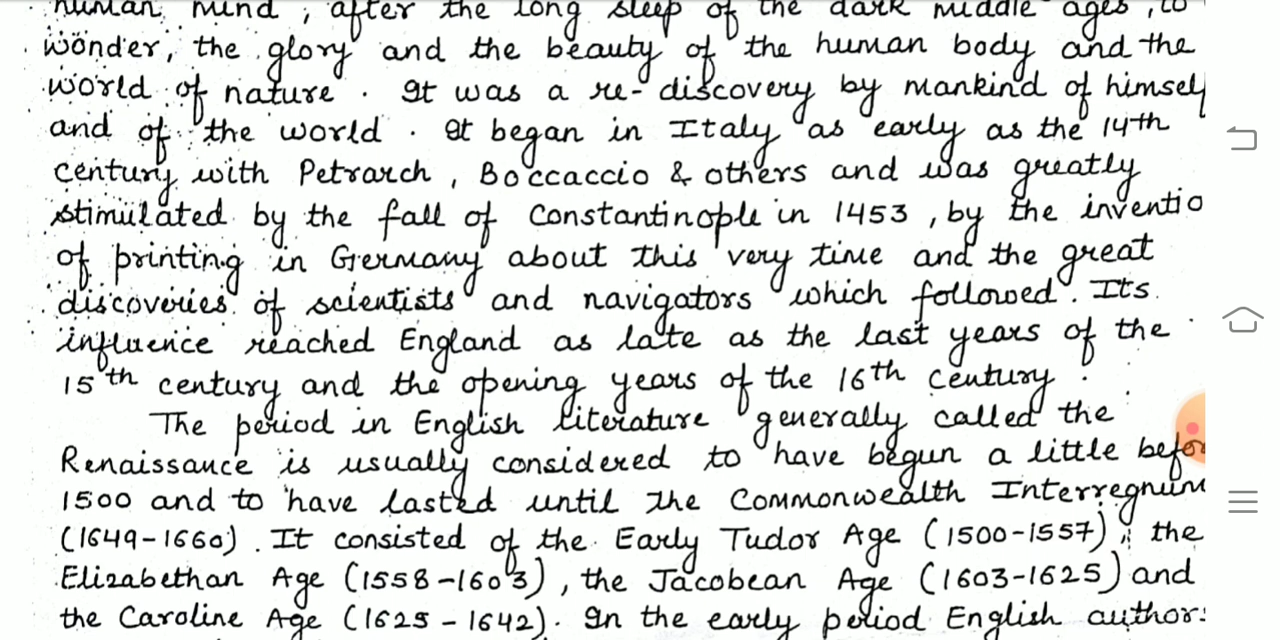 human mind ; after the long sleep of the dark middle ages , to
wonder, the glory and the beauty of the human body and the
world of nature . It was a re-discovery by mankind of himself
and of the world . It began in Italy as early as the 14th
century with Petrarch , Boccaccio & others and was greatly
stimulated by the fall of Constantinople in 1453 , by the inventio
of printing in Germany about this very time and the great
discoveries of scientists and navigators which followed . Its
influence reached England as late as the last years of the
15th century and the opening years of the 16th century .
The period in English literature generally called the
Renaissance is usually considered to have begun a little befor
1500 and to have lasted until the Commonwealth Interregnum
(1649-1660) . It consisted of the Early Tudor Age (1500-1557) , the
Elizabethan Age (1558-1603) , the Jacobean Age (1603-1625) and
the Caroline Age (1625 - 1642) . In the early period English author